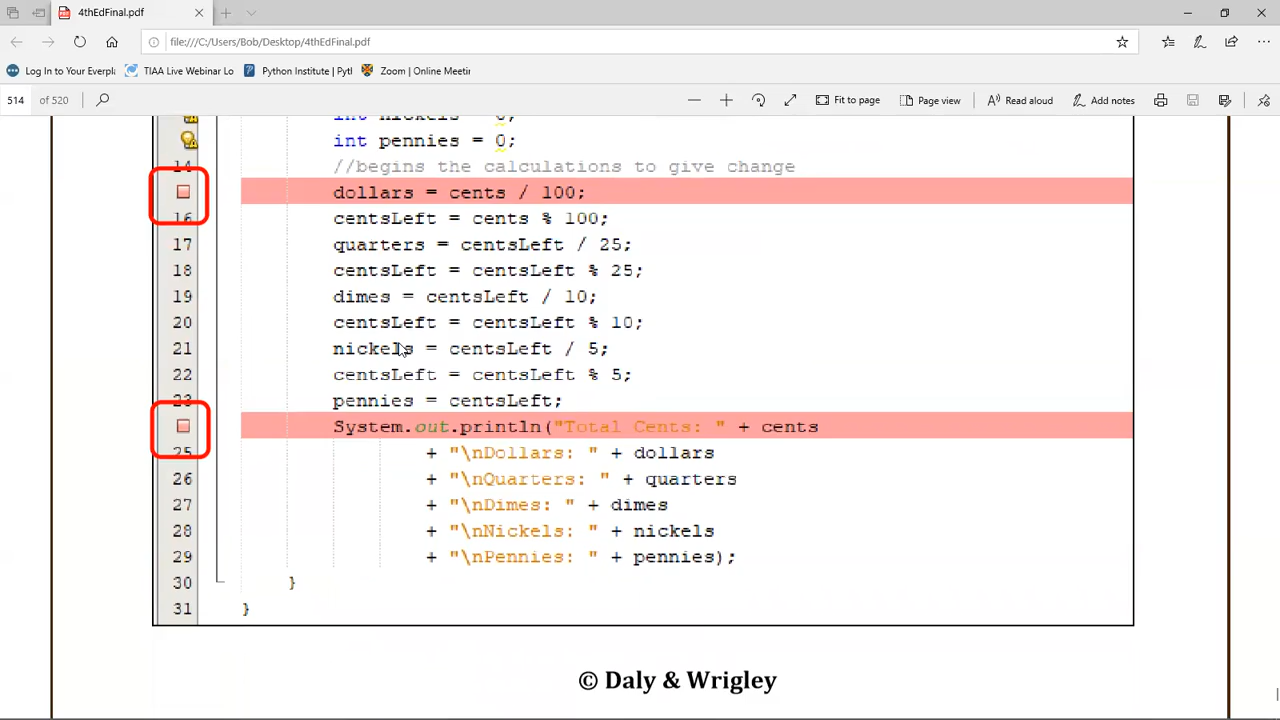 4thEdFinal.pdf
file:///C:/Users/Bob/Desktop/4thEdFinal.pdf
Log In to Your Everpl TIAA Live Webinar Lo Python Institute | Pyt Zoom | Online Meetin
514 of 520 Fit to page Page view Read aloud Add notes
int nickels = 0;
int pennies = 0;
14 //begins the calculations to give change
dollars = cents / 100;
16 centsLeft = cents % 100;
17 quarters = centsLeft / 25;
18 centsLeft = centsLeft % 25;
19 dimes = centsLeft / 10;
20 centsLeft = centsLeft % 10;
21 nickels = centsLeft / 5;
22 centsLeft = centsLeft % 5;
23 pennies = centsLeft;
System.out.println("Total Cents: " + cents
25 + "\nDollars: " + dollars
26 + "\nQuarters: " + quarters
27 + "\nDimes: " + dimes
28 + "\nNickels: " + nickels
29 + "\nPennies: " + pennies);
30 }
31 }
© Daly & Wrigley